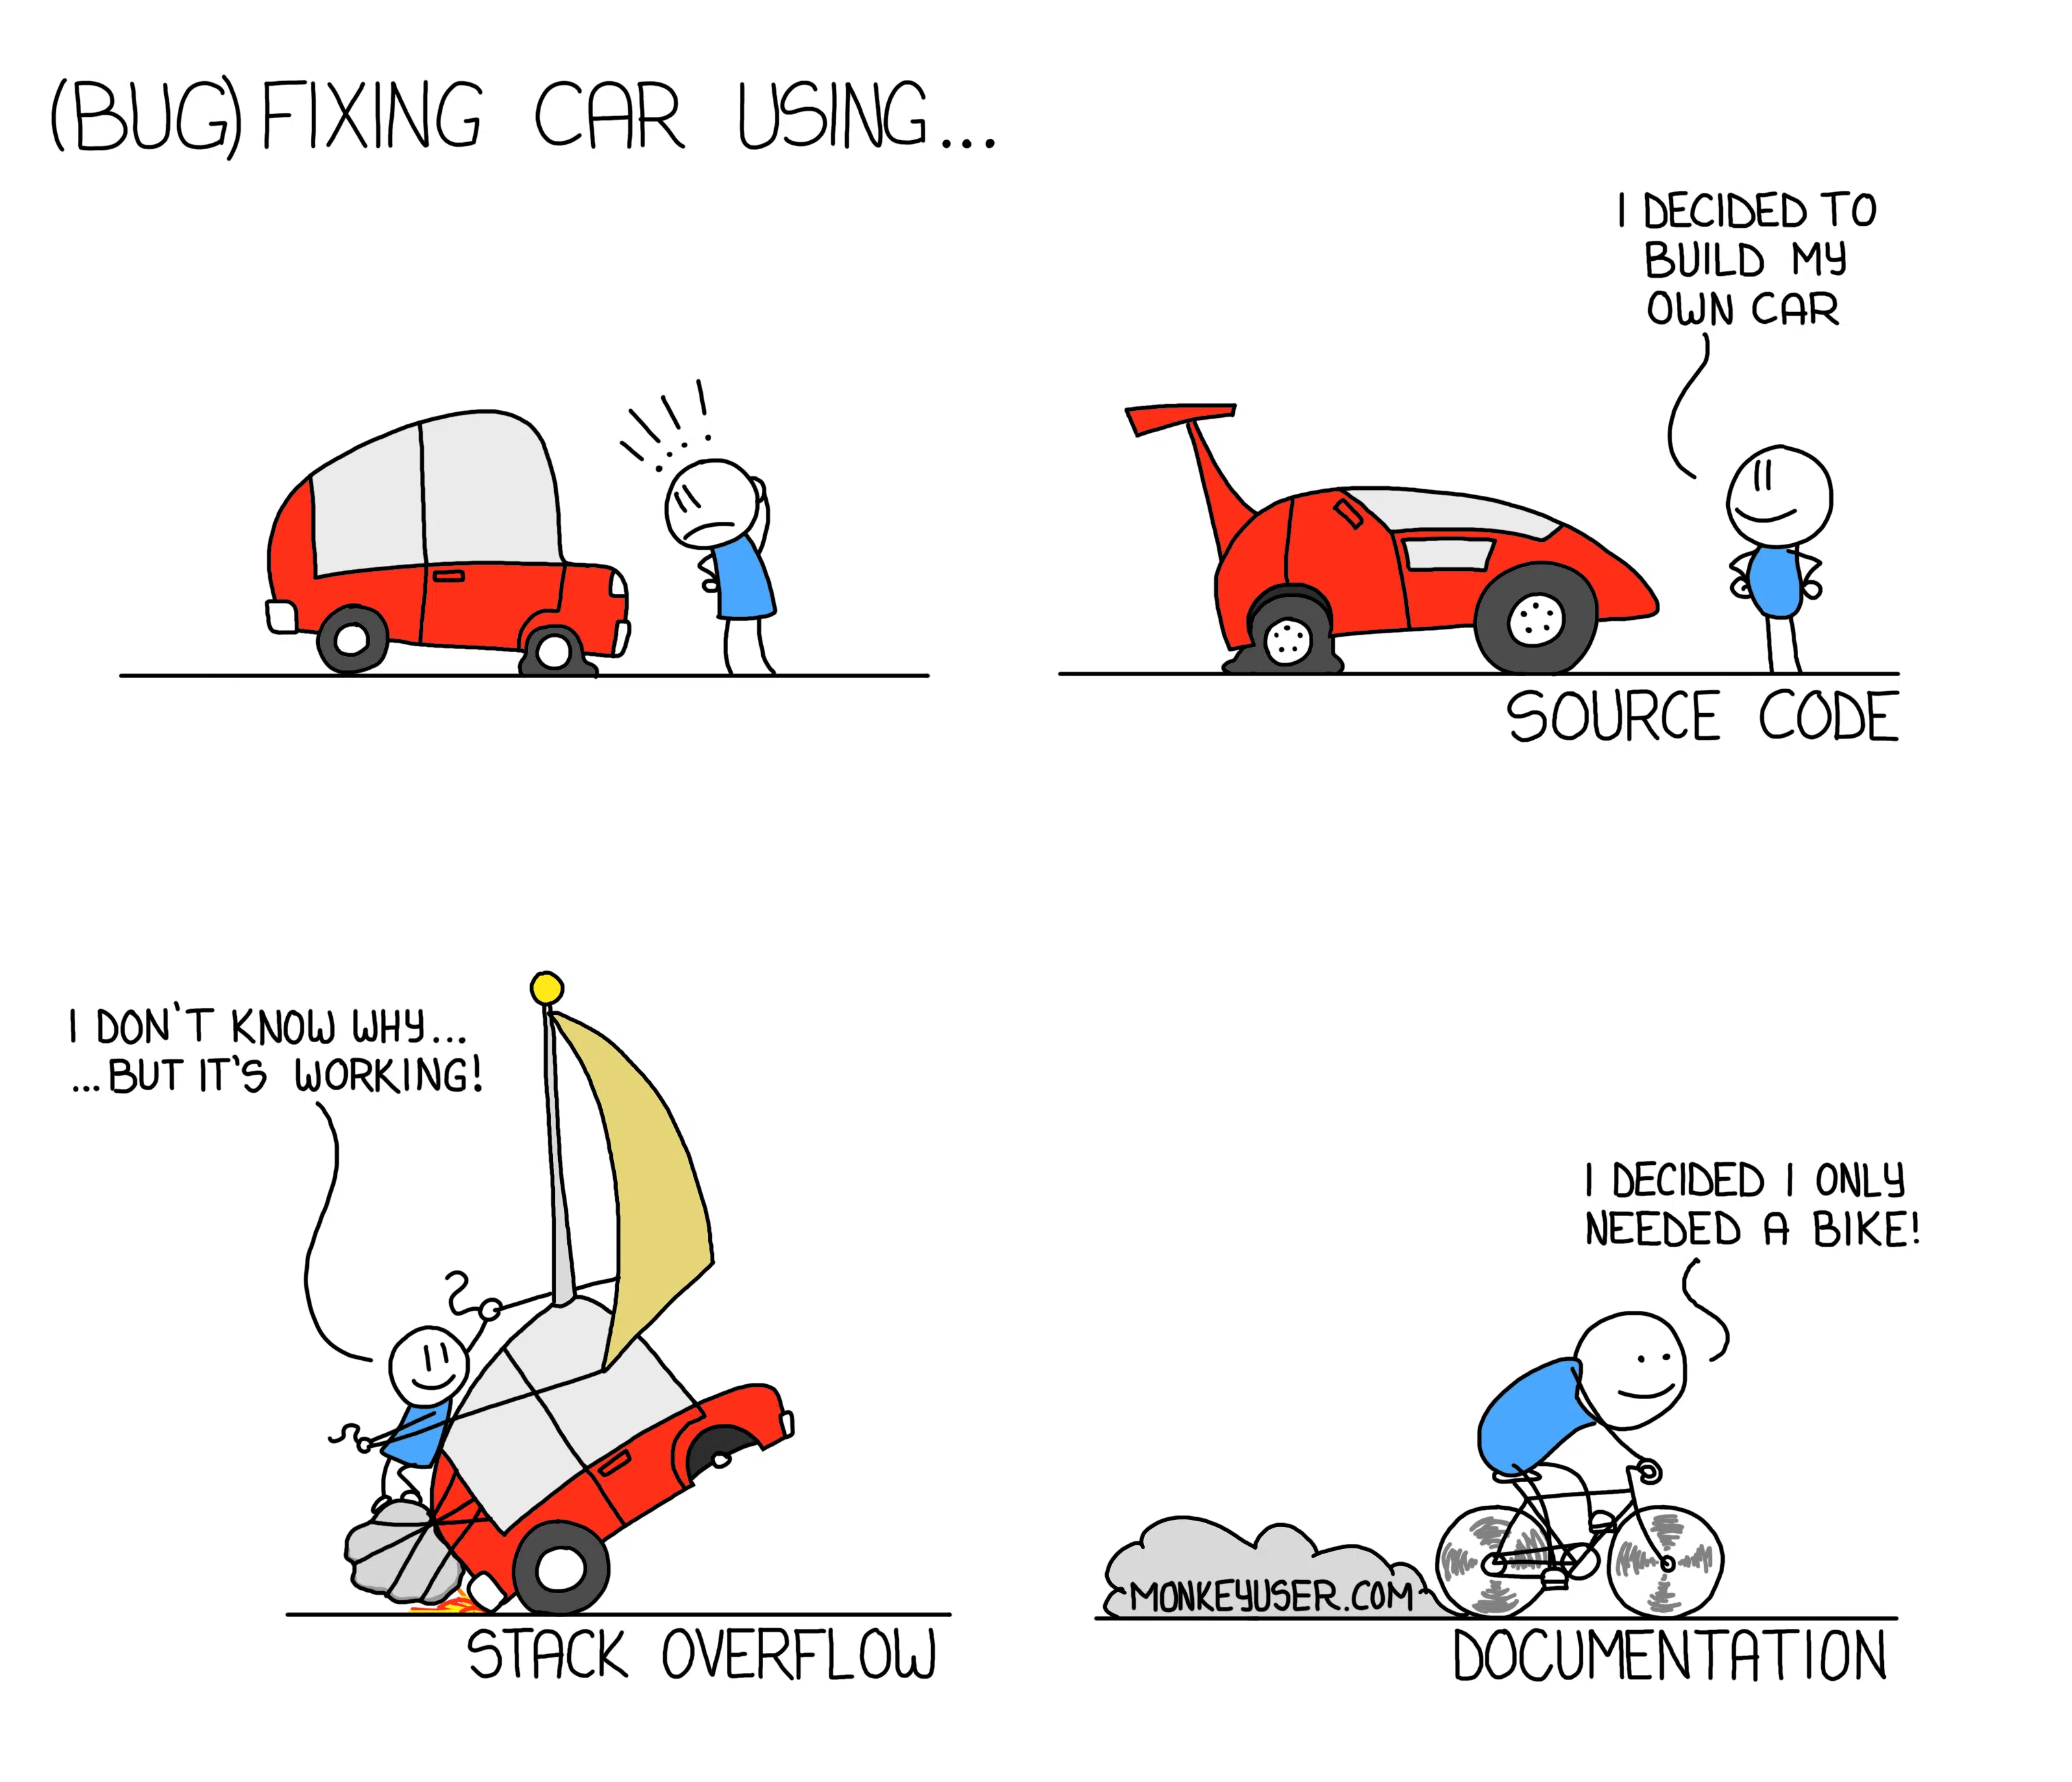 (BUG)FIXING CAR USING...
I DECIDED TO
BUILD MY
OWN CAR
SOURCE CODE
I DON'T KNOW WHY...
...BUT IT'S WORKING!
STACK OVERFLOW
I DECIDED I ONLY
NEEDED A BIKE!
MONKEYUSER.COM
DOCUMENTATION